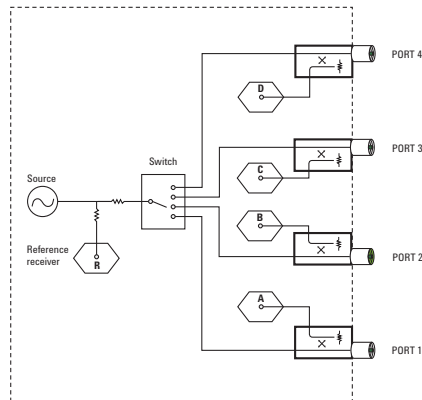 PORT 4
D
Switch
PORT 3
C
Source
B
Reference
receiver
R
PORT 2
A
PORT 1